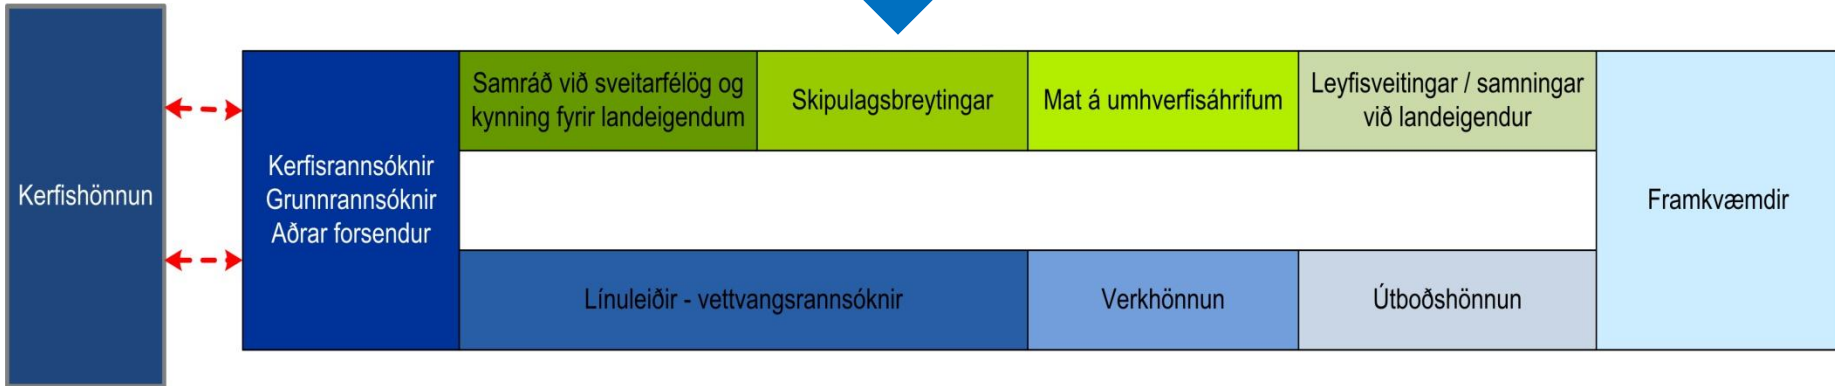 Kerfishönnun
Kerfisrannsóknir
Grunnrannsóknir
Aðrar forsendur
Samráð við sveitarfélög og
kynning fyrir landeigendum
Skipulagsbreytingar
Mat á umhverfisáhrifum
Leyfisveitingar / samningar
við landeigendur
Línuleiðir - vettvangsrannsóknir
Verkhönnun
Útboðshönnun
Framkvæmdir